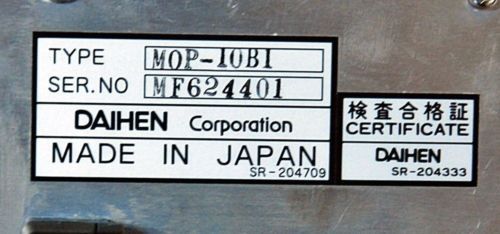 TYPE MOP-10B1
SER.NO MF624401
DAIHEN Corporation
MADE IN JAPAN
SR-204709
検査合格証
CERTIFICATE
DAIHEN
SR-204333